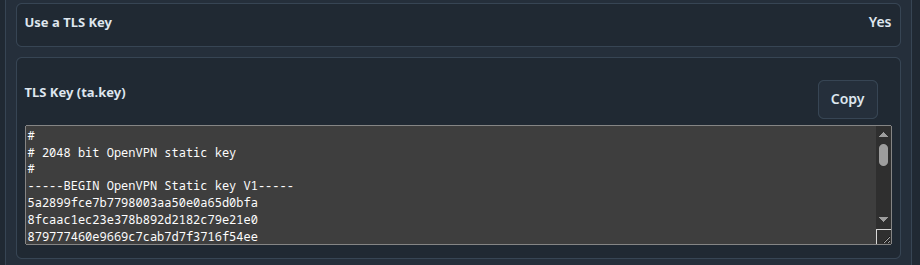 Use a TLS Key
Yes
TLS Key (ta.key)
Copy
#
# 2048 bit OpenVPN static key
#
-----BEGIN OpenVPN Static key V1-----
5a2899fce7b7798003aa50e0a65d0bfa
8fcaac1ec23e378b892d2182c79e21e0
879777460e9669c7cab7d7f3716f54ee